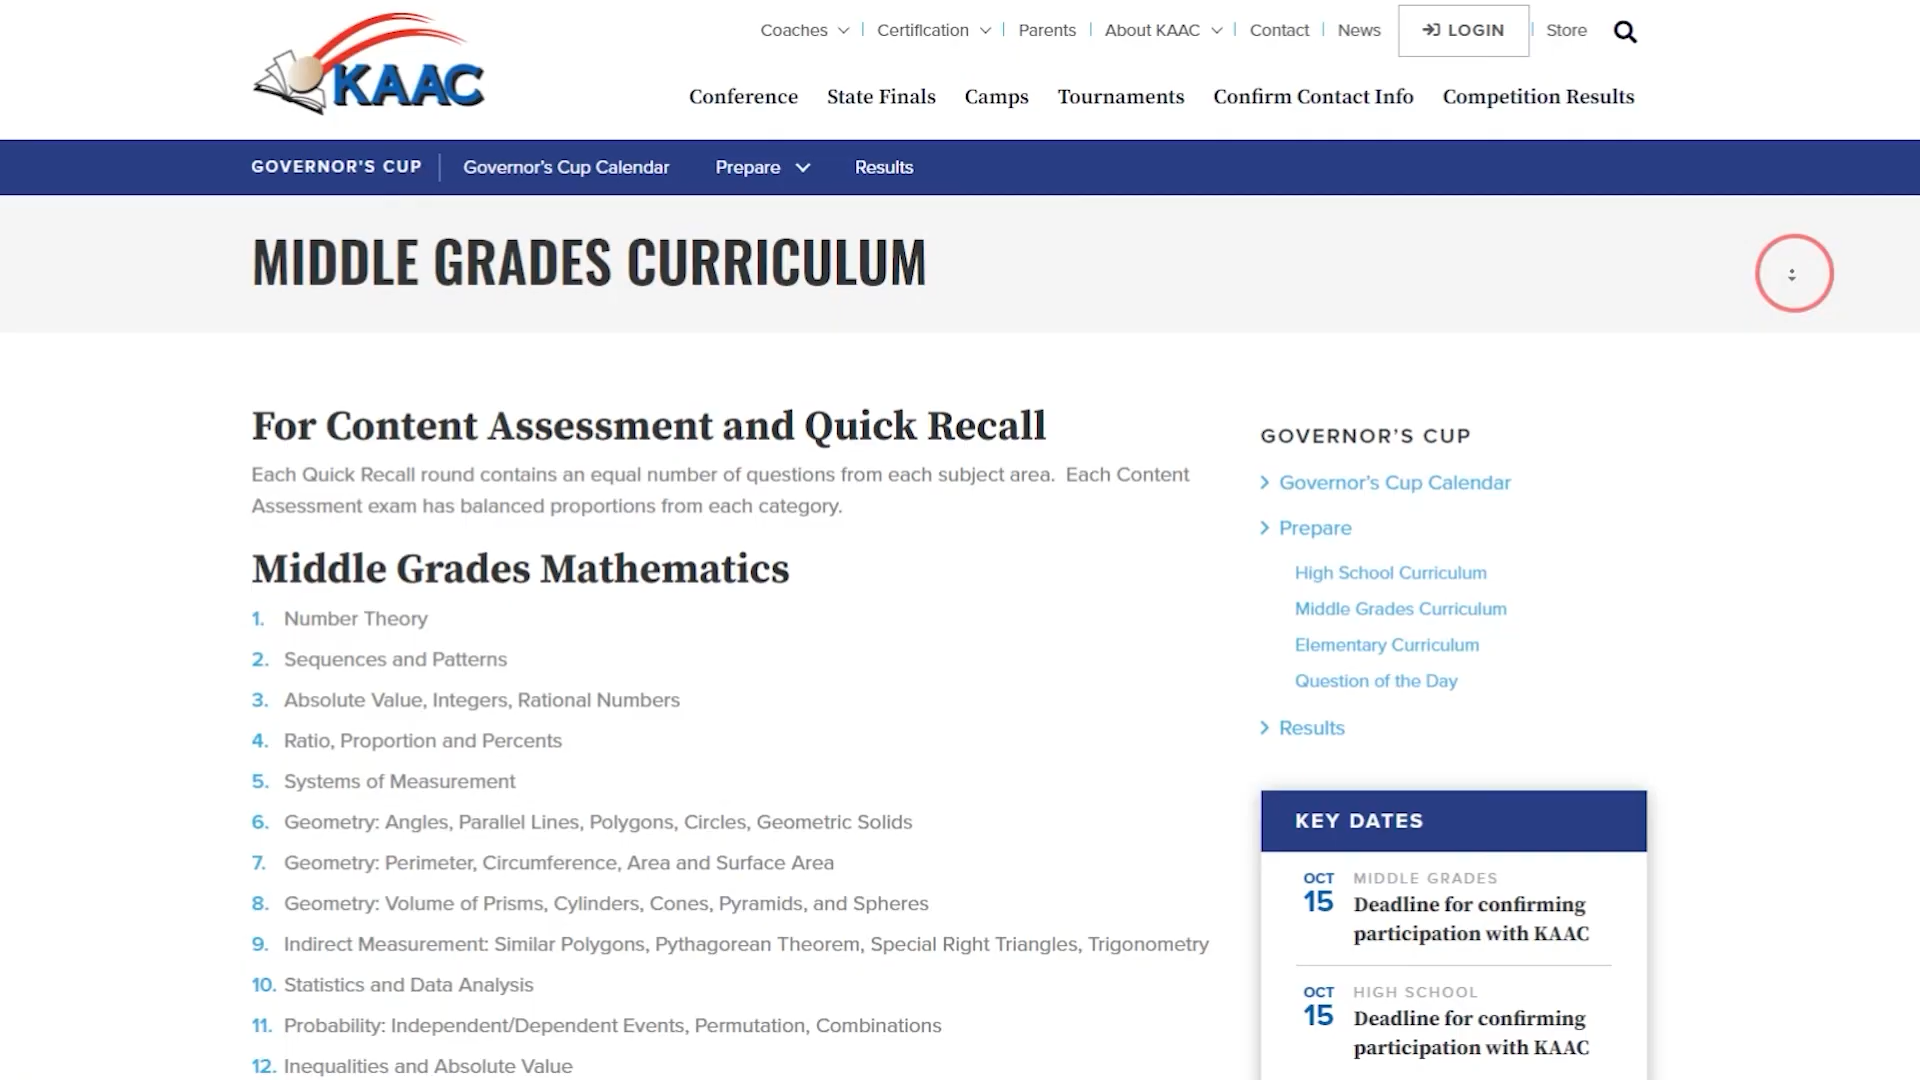 KAAC
Coaches
Certification
Parents
About KAAC
Contact
News
LOGIN
Store
Conference
State Finals
Camps
Tournaments
Confirm Contact Info
Competition Results
GOVERNOR'S CUP
Governor's Cup Calendar
Prepare
Results
MIDDLE GRADES CURRICULUM
For Content Assessment and Quick Recall
Each Quick Recall round contains an equal number of questions from each subject area. Each Content
Assessment exam has balanced proportions from each category.
Middle Grades Mathematics
1. Number Theory
2. Sequences and Patterns
3. Absolute Value, Integers, Rational Numbers
4. Ratio, Proportion and Percents
5. Systems of Measurement
6. Geometry: Angles, Parallel Lines, Polygons, Circles, Geometric Solids
7. Geometry: Perimeter, Circumference, Area and Surface Area
8. Geometry: Volume of Prisms, Cylinders, Cones, Pyramids, and Spheres
9. Indirect Measurement: Similar Polygons, Pythagorean Theorem, Special Right Triangles, Trigonometry
10. Statistics and Data Analysis
11. Probability: Independent/Dependent Events, Permutation, Combinations
12. Inequalities and Absolute Value
GOVERNOR'S CUP
Governor's Cup Calendar
Prepare
High School Curriculum
Middle Grades Curriculum
Elementary Curriculum
Question of the Day
Results
KEY DATES
OCT
15
MIDDLE GRADES
Deadline for confirming
participation with KAAC
OCT
15
HIGH SCHOOL
Deadline for confirming
participation with KAAC